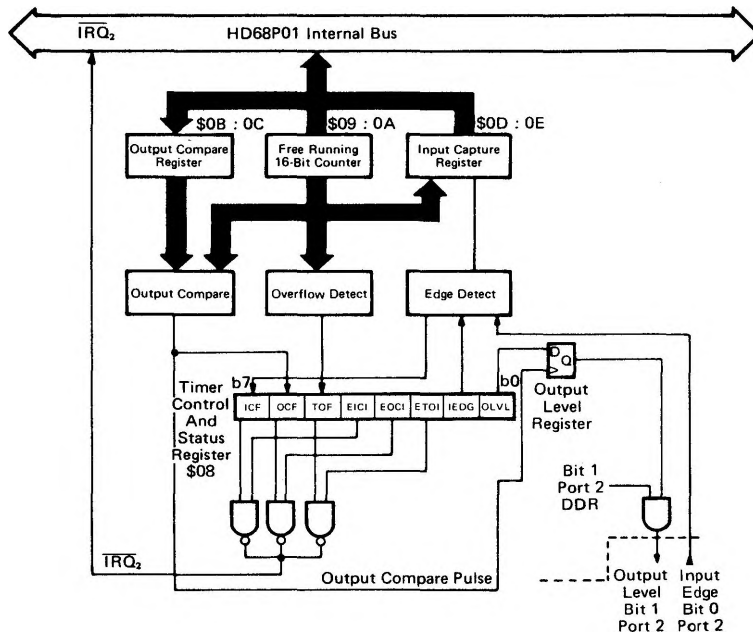 IRQ2 HD68P01 Internal Bus
$0B : 0C
$09 : 0A
$0D : 0E
Output Compare
Register
Free Running
16-Bit Counter
Input Capture
Register
Output Compare
Overflow Detect
Edge Detect
b7
b0
D
Q
Timer
Control
And
Status
Register
$08
ICF OCF TOF EICI EOCI ETOI IEDG OLVL
Output
Level
Register
Bit 1
Port 2
DDR
IRQ2
Output Compare Pulse
Output
Level
Bit 1
Port 2
Input
Edge
Bit 0
Port 2